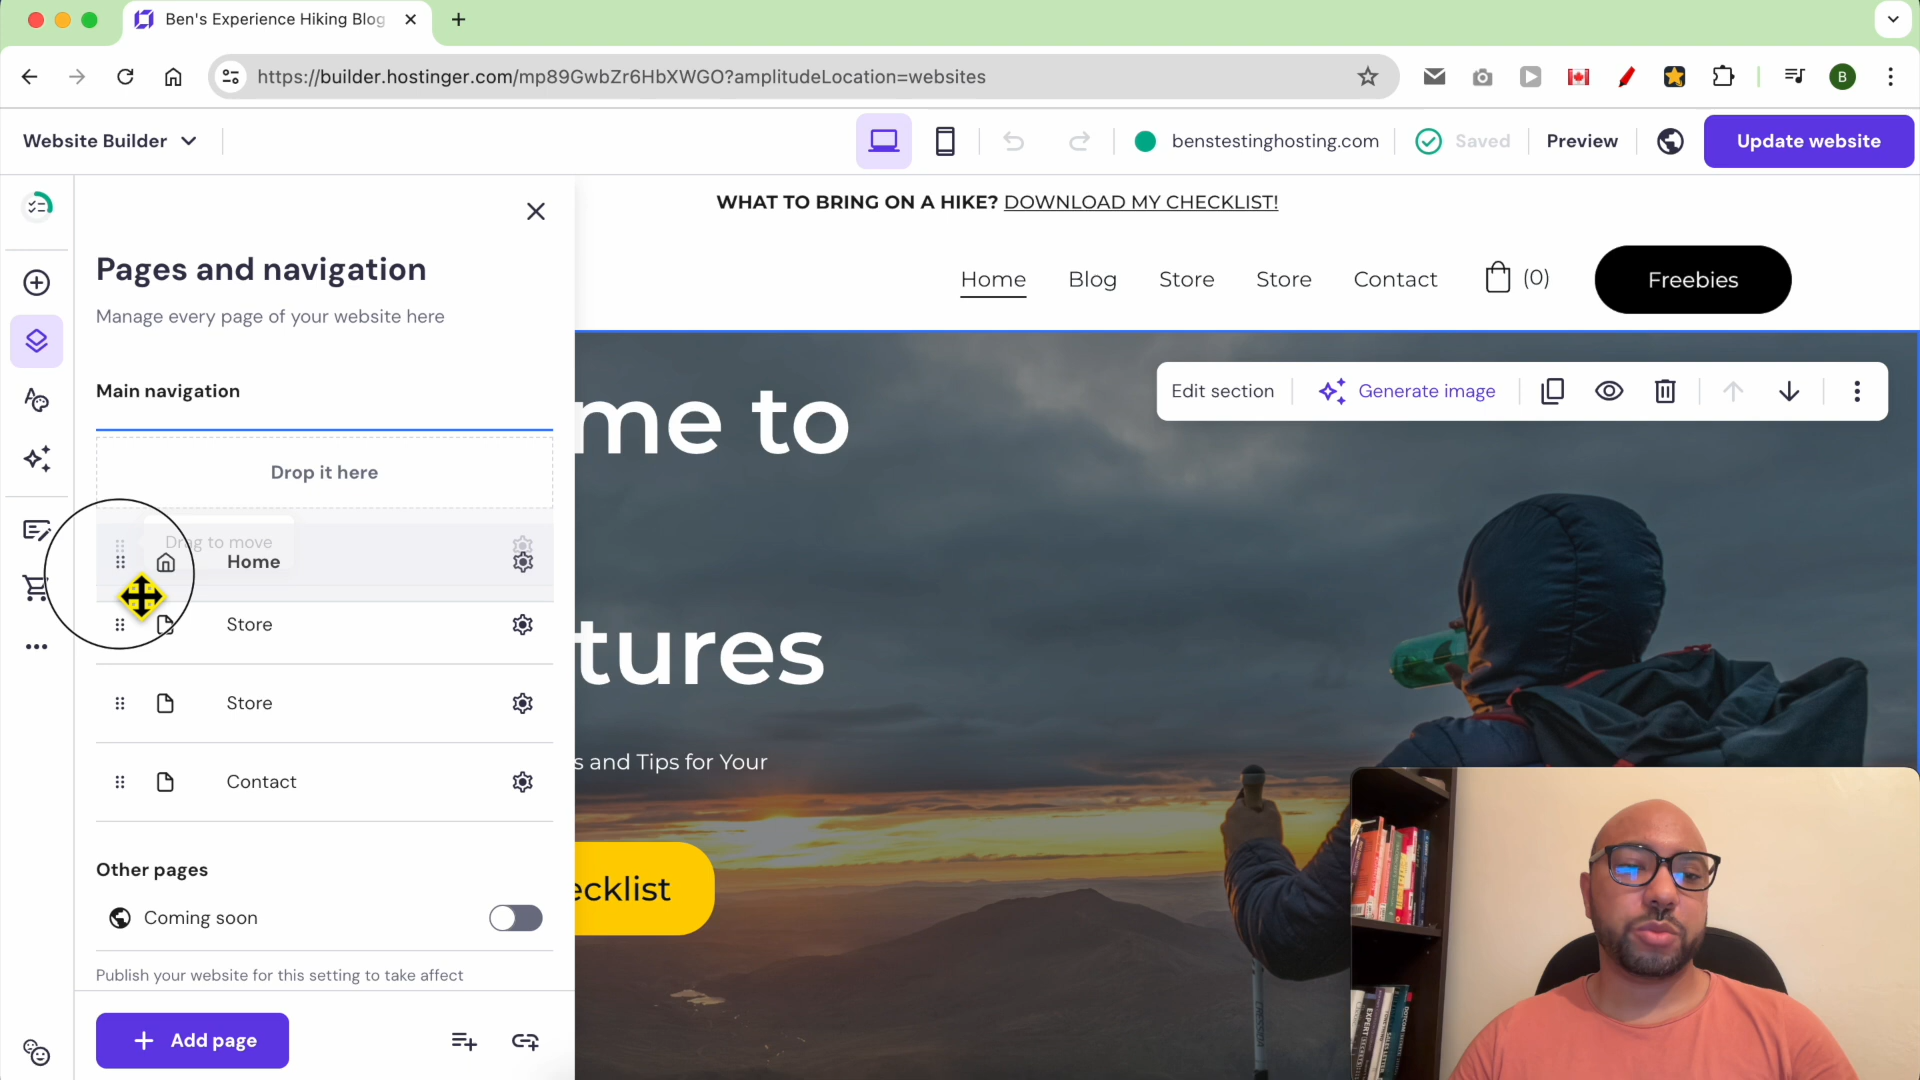 Ben's Experience Hiking Blog
https://builder.hostinger.com/mp89GwbZr6HbXWGO?amplitudeLocation=websites
B
Website Builder
benstestinghosting.com
Saved
Preview
Update website
WHAT TO BRING ON A HIKE? DOWNLOAD MY CHECKLIST!
Home
Blog
Store
Store
Contact
(0)
Freebies
Pages and navigation
Manage every page of your website here
Main navigation
Drop it here
Drag to move
Home
Store
Store
Contact
Other pages
Coming soon
Publish your website for this setting to take affect
Add page
Edit section
Generate image
me to
tures
s and Tips for Your
ecklist